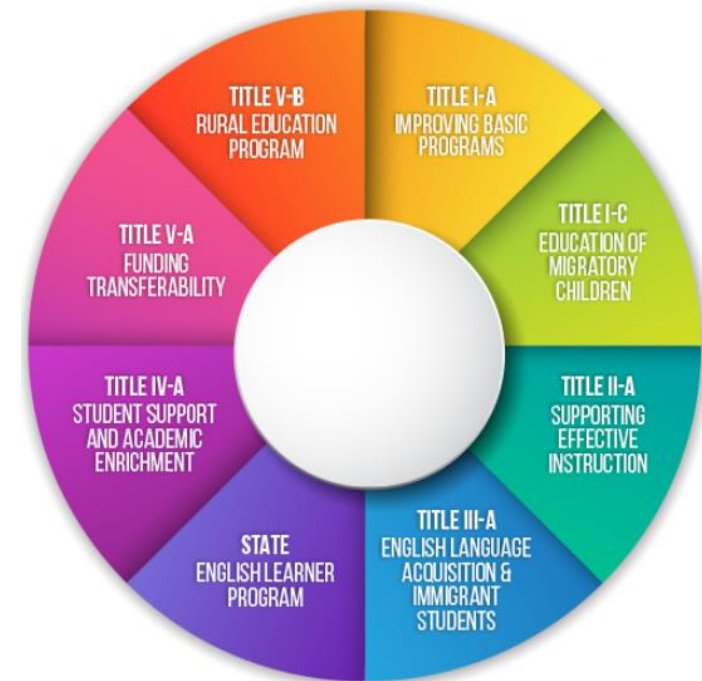 TITLE V-B
RURAL EDUCATION
PROGRAM
TITLE I-A
IMPROVING BASIC
PROGRAMS
TITLE I-C
EDUCATION OF
MIGRATORY
CHILDREN
TITLE II-A
SUPPORTING
EFFECTIVE
INSTRUCTION
TITLE III-A
ENGLISH LANGUAGE
ACQUISITION &
IMMIGRANT
STUDENTS
STATE
ENGLISH LEARNER
PROGRAM
TITLE IV-A
STUDENT SUPPORT
AND ACADEMIC
ENRICHMENT
TITLE V-A
FUNDING
TRANSFERABILITY